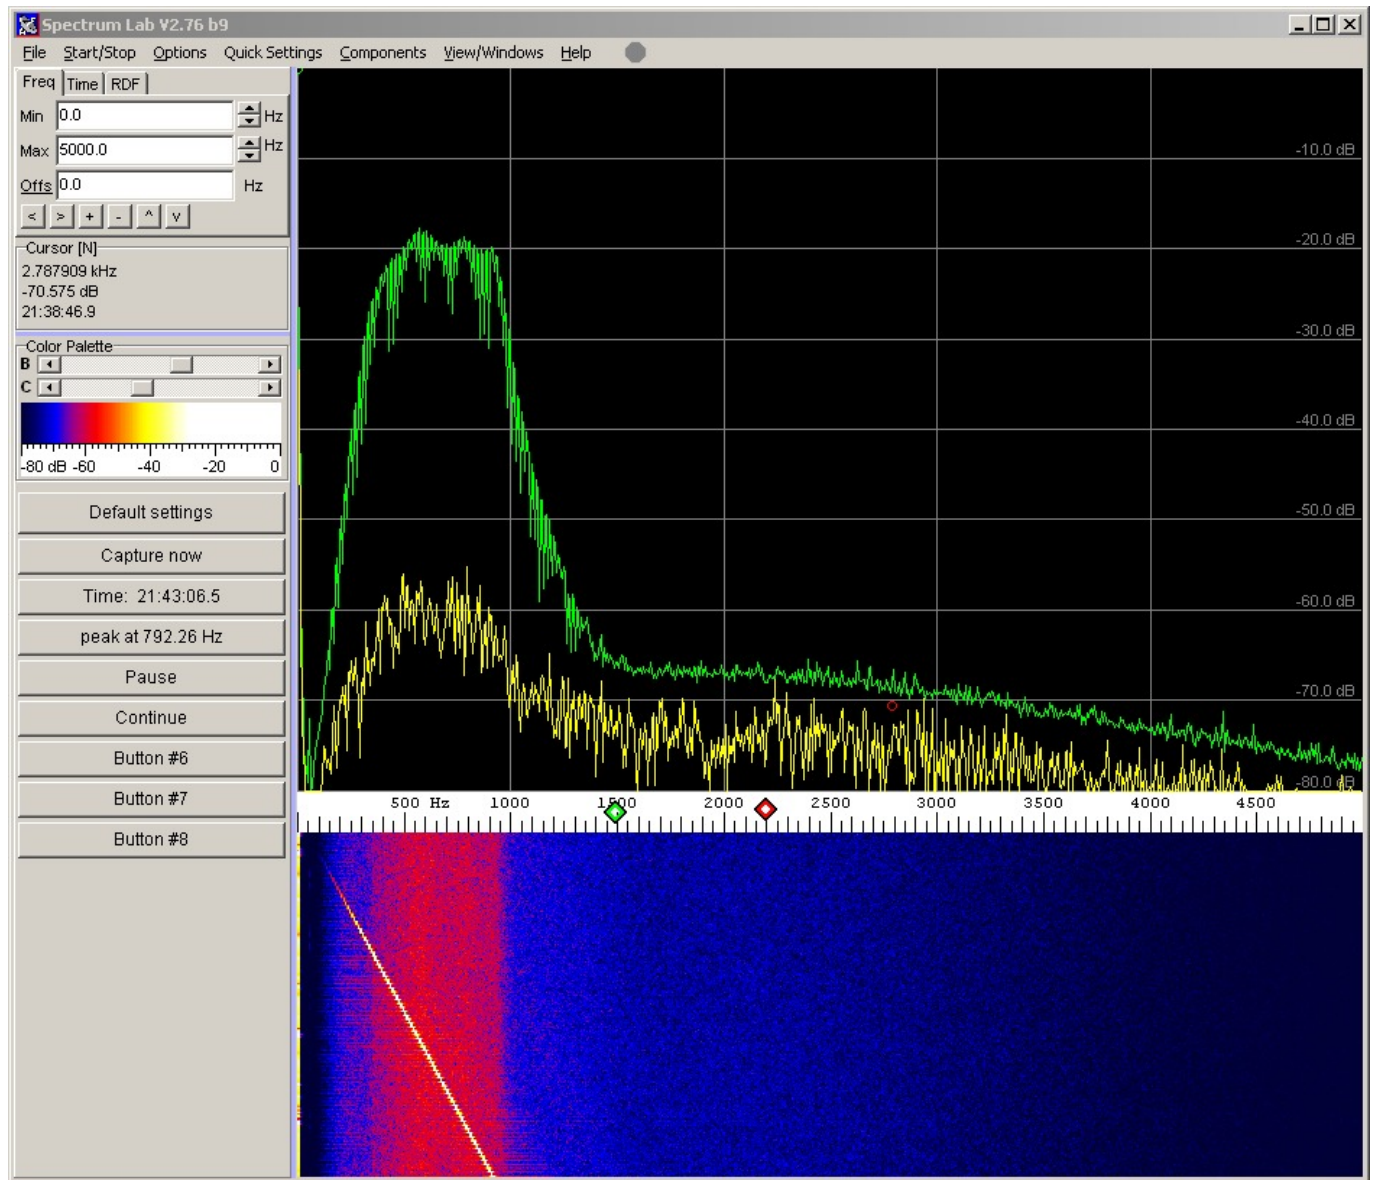 Spectrum Lab V2.76 b9
File Start/Stop Options Quick Settings Components View/Windows Help
Freq Time RDF
Min 0.0 Hz
Max 5000.0 Hz
Offs 0.0 Hz
< > + - ^ v
Cursor [N]
2.787909 kHz
-70.575 dB
21:38:46.9
Color Palette
B
C
-80 dB -60 -40 -20 0
Default settings
Capture now
Time: 21:43:06.5
peak at 792.26 Hz
Pause
Continue
Button #6
Button #7
Button #8
-10.0 dB
-20.0 dB
-30.0 dB
-40.0 dB
-50.0 dB
-60.0 dB
-70.0 dB
-80.0 dB
500 Hz 1000 1500 2000 2500 3000 3500 4000 4500